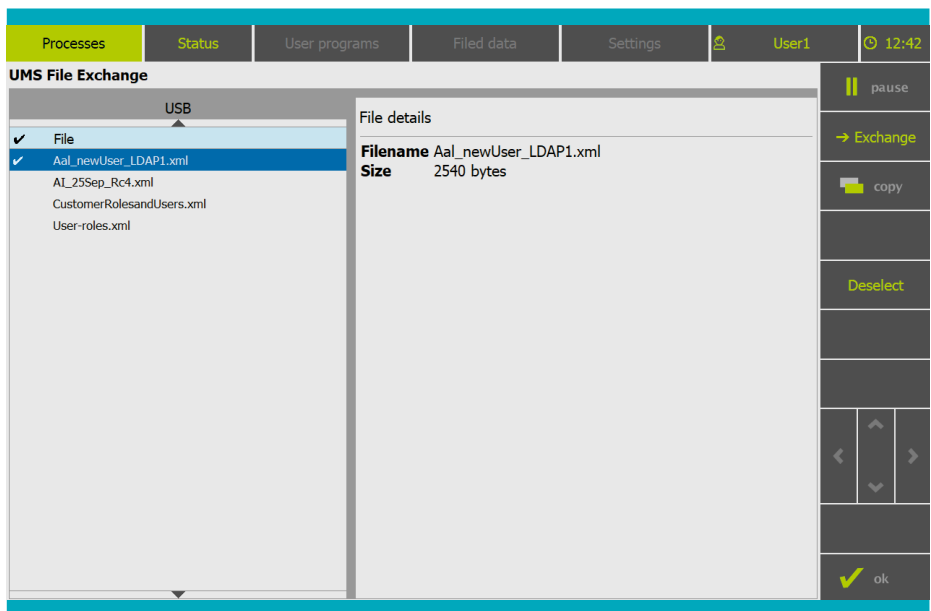 Processes Status User programs Filed data Settings User1 12:42
UMS File Exchange
USB
File
Aal_newUser_LDAP1.xml
AI_25Sep_Rc4.xml
CustomerRolesandUsers.xml
User-roles.xml
File details
Filename Aal_newUser_LDAP1.xml
Size 2540 bytes
pause
→ Exchange
copy
Deselect
ok